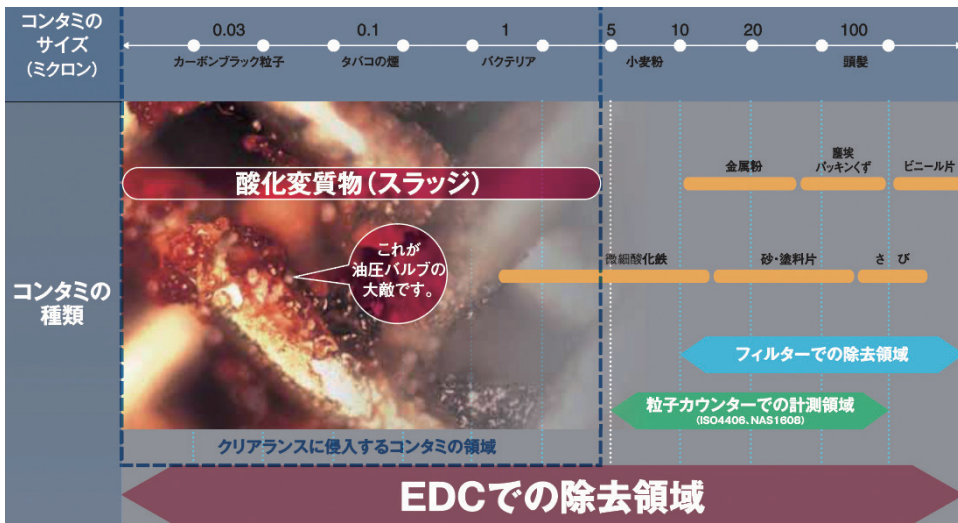 コンタミの
サイズ
（ミクロン）
0.03 0.1 1 5 10 20 100
カーボンブラック粒子 タバコの煙 バクテリア 小麦粉 頭髪
コンタミの
種類
酸化変質物（スラッジ）
これが
油圧バルブの
大敵です。
金属粉
塵埃
パッキンくず
ビニール片
微細酸化鉄 砂・塗料片 さび
フィルターでの除去領域
粒子カウンターでの計測領域
(ISO4406、NAS1608)
クリアランスに侵入するコンタミの領域
EDCでの除去領域